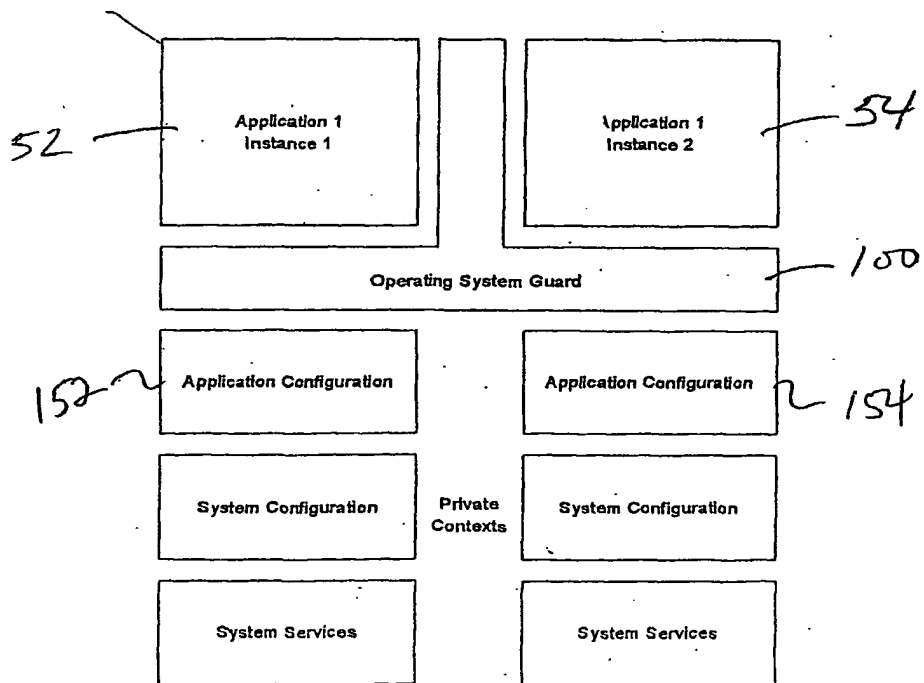 Application 1
Instance 1
Application 1
Instance 2
52
54
Operating System Guard
100
Application Configuration
Application Configuration
152
154
System Configuration
Private
Contexts
System Configuration
System Services
System Services